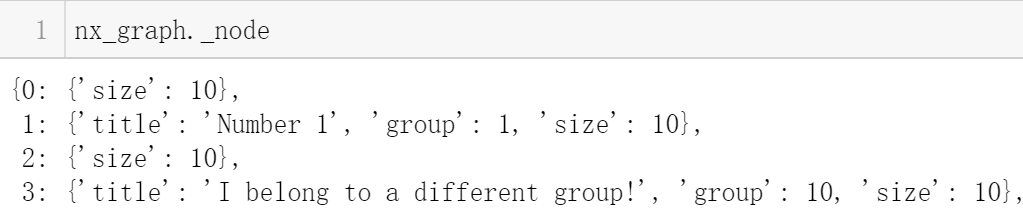 1 nx_graph._node
{0: {'size': 10},
1: {'title': 'Number 1', 'group': 1, 'size': 10},
2: {'size': 10},
3: {'title': 'I belong to a different group!', 'group': 10, 'size': 10},